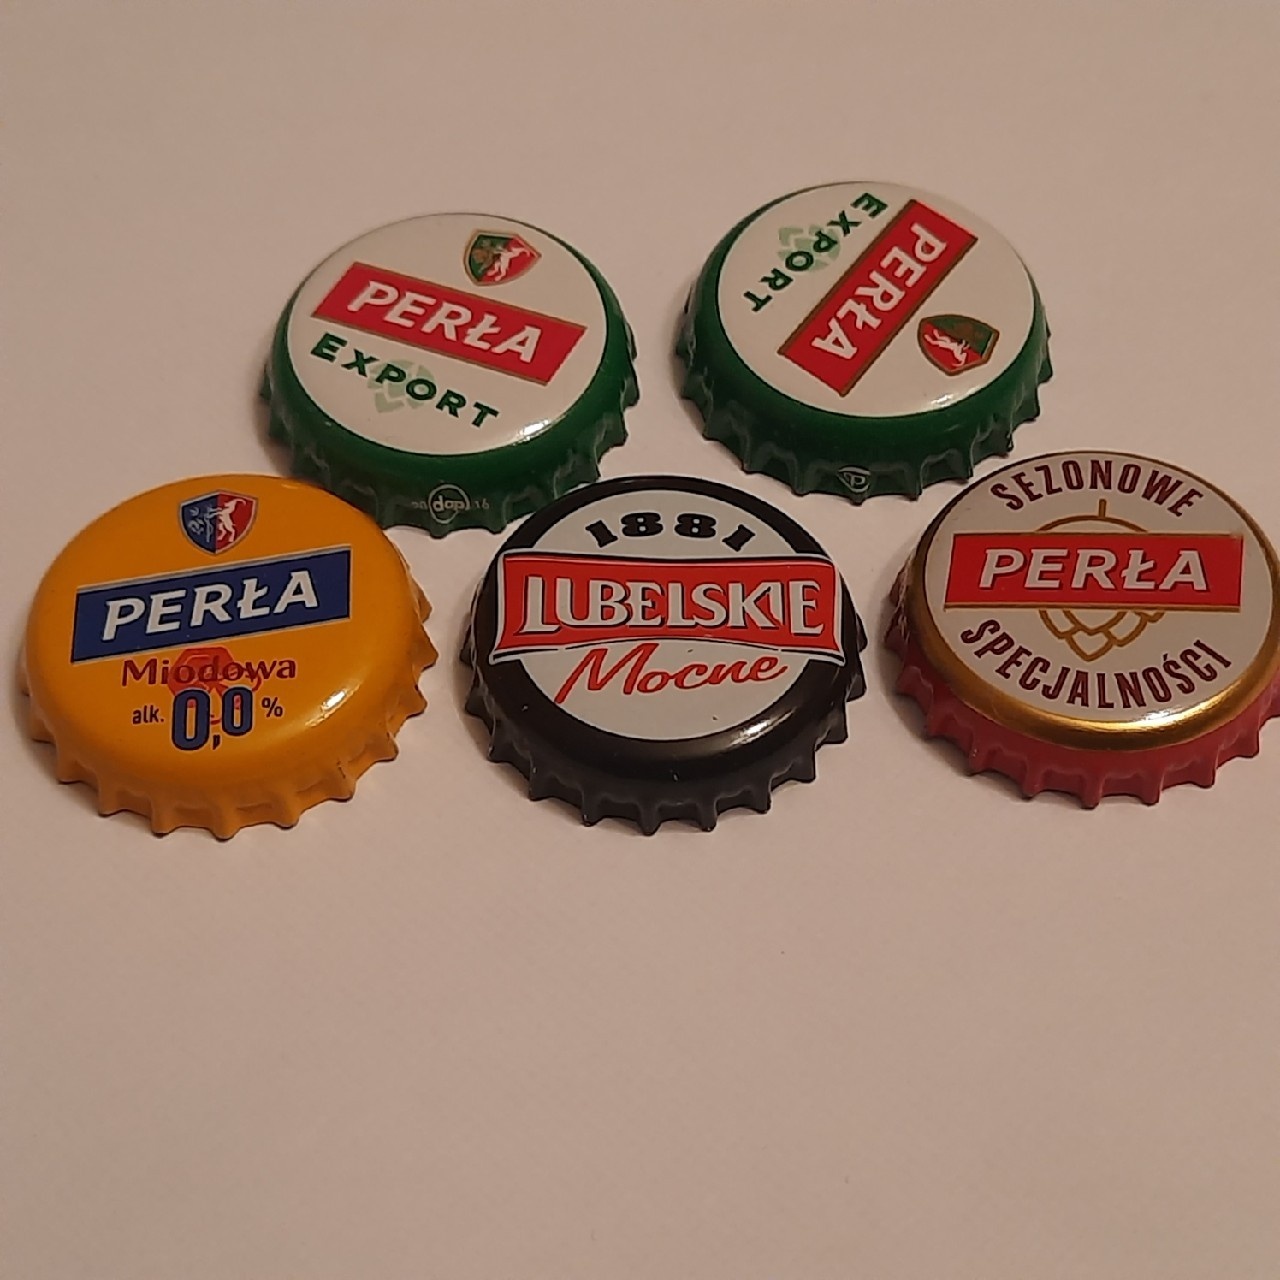 PERŁA
EXPORT
PERŁA
EXPORT
PERŁA
Miodowa
alk. 0,0 %
1881
LUBELSKIE
Mocne
SEZONOWE
PERŁA
SPECJALNOŚCI